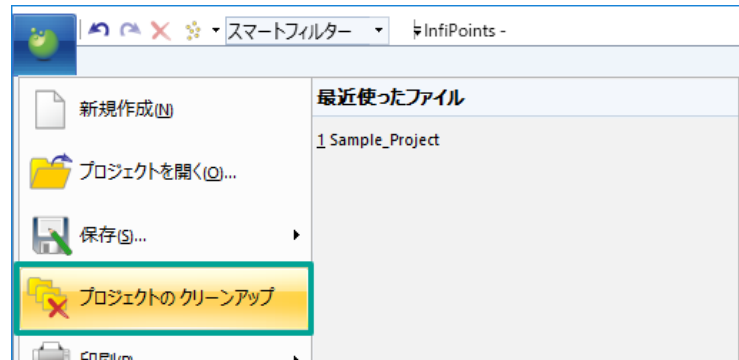 スマートフィルター InfiPoints -
新規作成(N)
最近使ったファイル
1 Sample_Project
プロジェクトを開く(O)...
保存(S)...
プロジェクトの クリーンアップ
印刷(P)